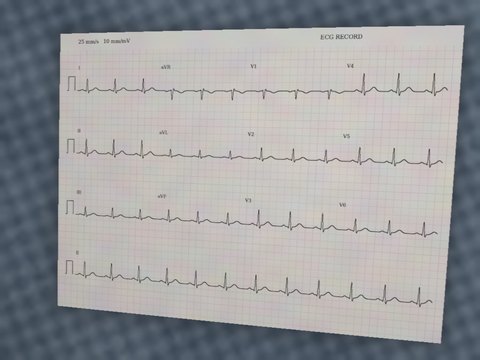 25 mm/s 10 mm/mV ECG RECORD
I aVR V1 V4
II aVL V2 V5
III aVF V3 V6
II